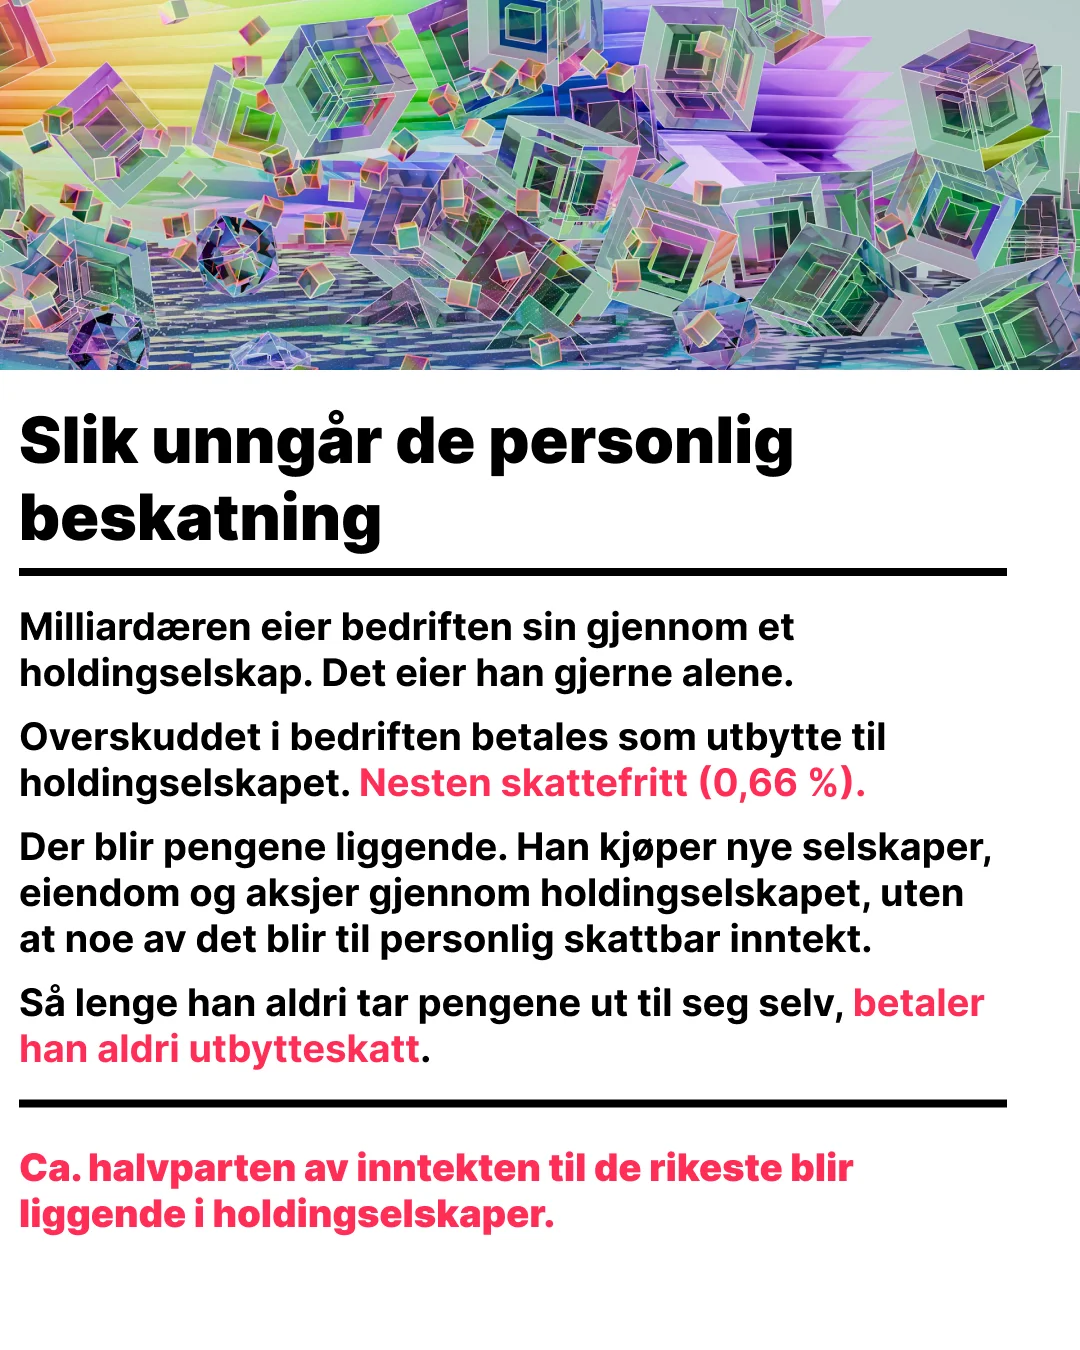 Slik unngår de personlig
beskatning
Milliardæren eier bedriften sin gjennom et
holdingselskap. Det eier han gjerne alene.
Overskuddet i bedriften betales som utbytte til
holdingselskapet. Nesten skattefritt (0,66 %).
Der blir pengene liggende. Han kjøper nye selskaper,
eiendom og aksjer gjennom holdingselskapet, uten
at noe av det blir til personlig skattbar inntekt.
Så lenge han aldri tar pengene ut til seg selv, betaler
han aldri utbytteskatt.
Ca. halvparten av inntekten til de rikeste blir
liggende i holdingselskaper.